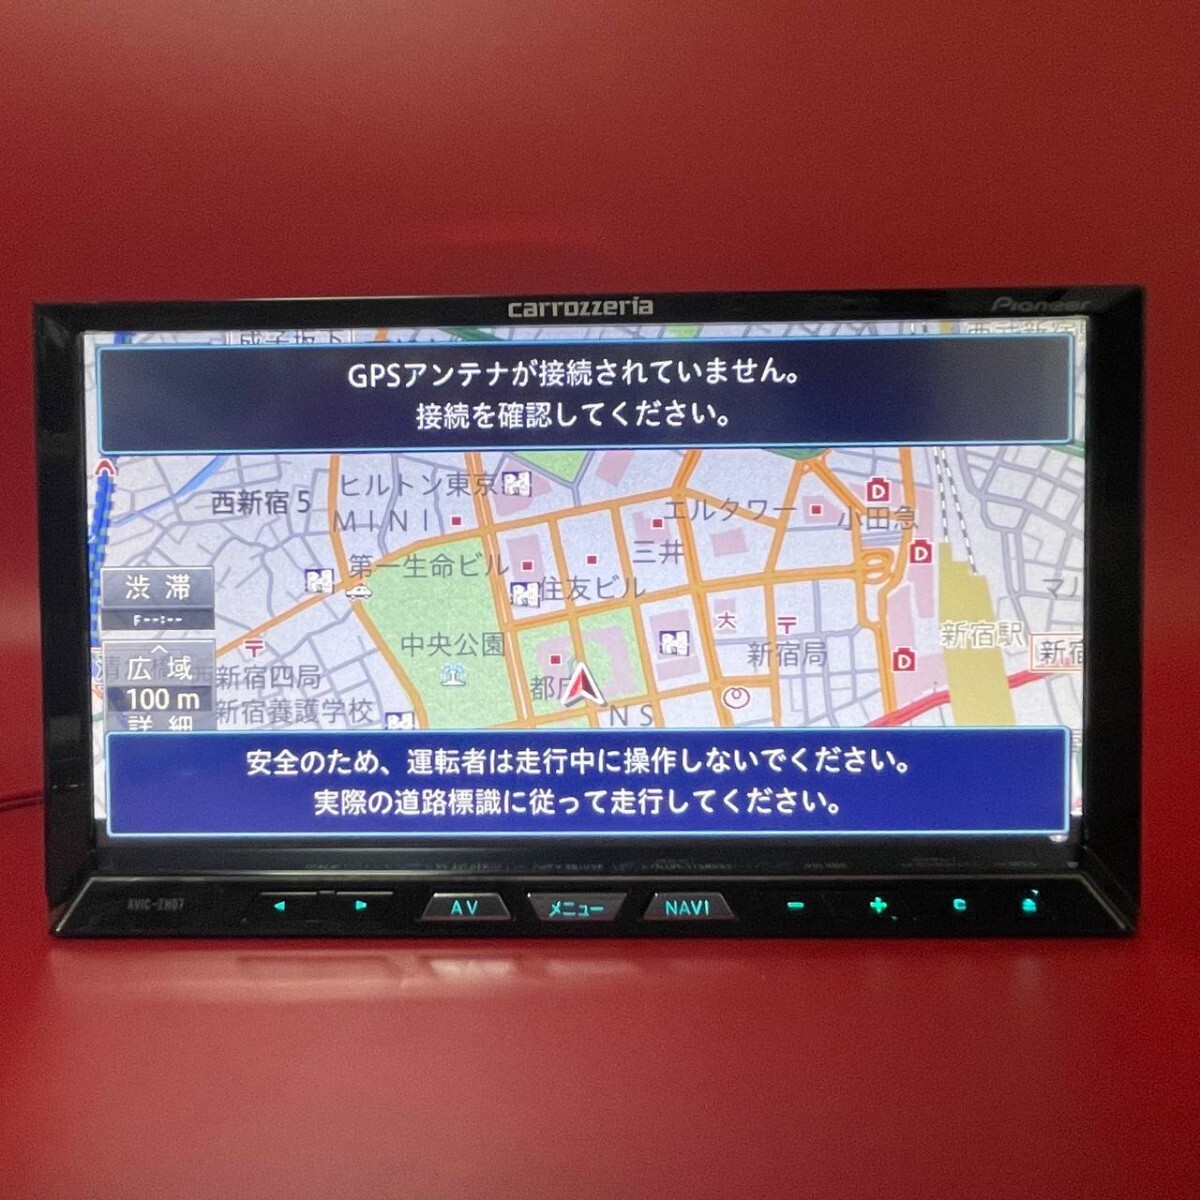 carrozzeria
Pioneer
GPSアンテナが接続されていません。
接続を確認してください。
西新宿5
ヒルトン東京
MINI
エルタワー
小田急
第一生命ビル
三井
住友ビル
マル
渋滞
F--:--
中央公園
新宿局
新宿駅
新宿
広域
新宿四局
都庁
100 m
新宿養護学校
NS
詳細
安全のため、運転者は走行中に操作しないでください。
実際の道路標識に従って走行してください。
AVIC-ZH07
AV
メニュー
NAVI